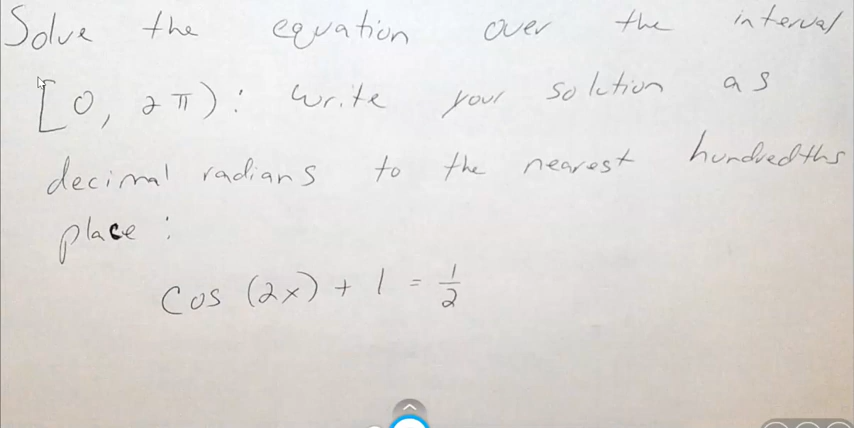 Solve the equation over the interval
[0, 2π): write your solution as
decimal radians to the nearest hundredths
place:
cos (2x) + 1 = 1/2